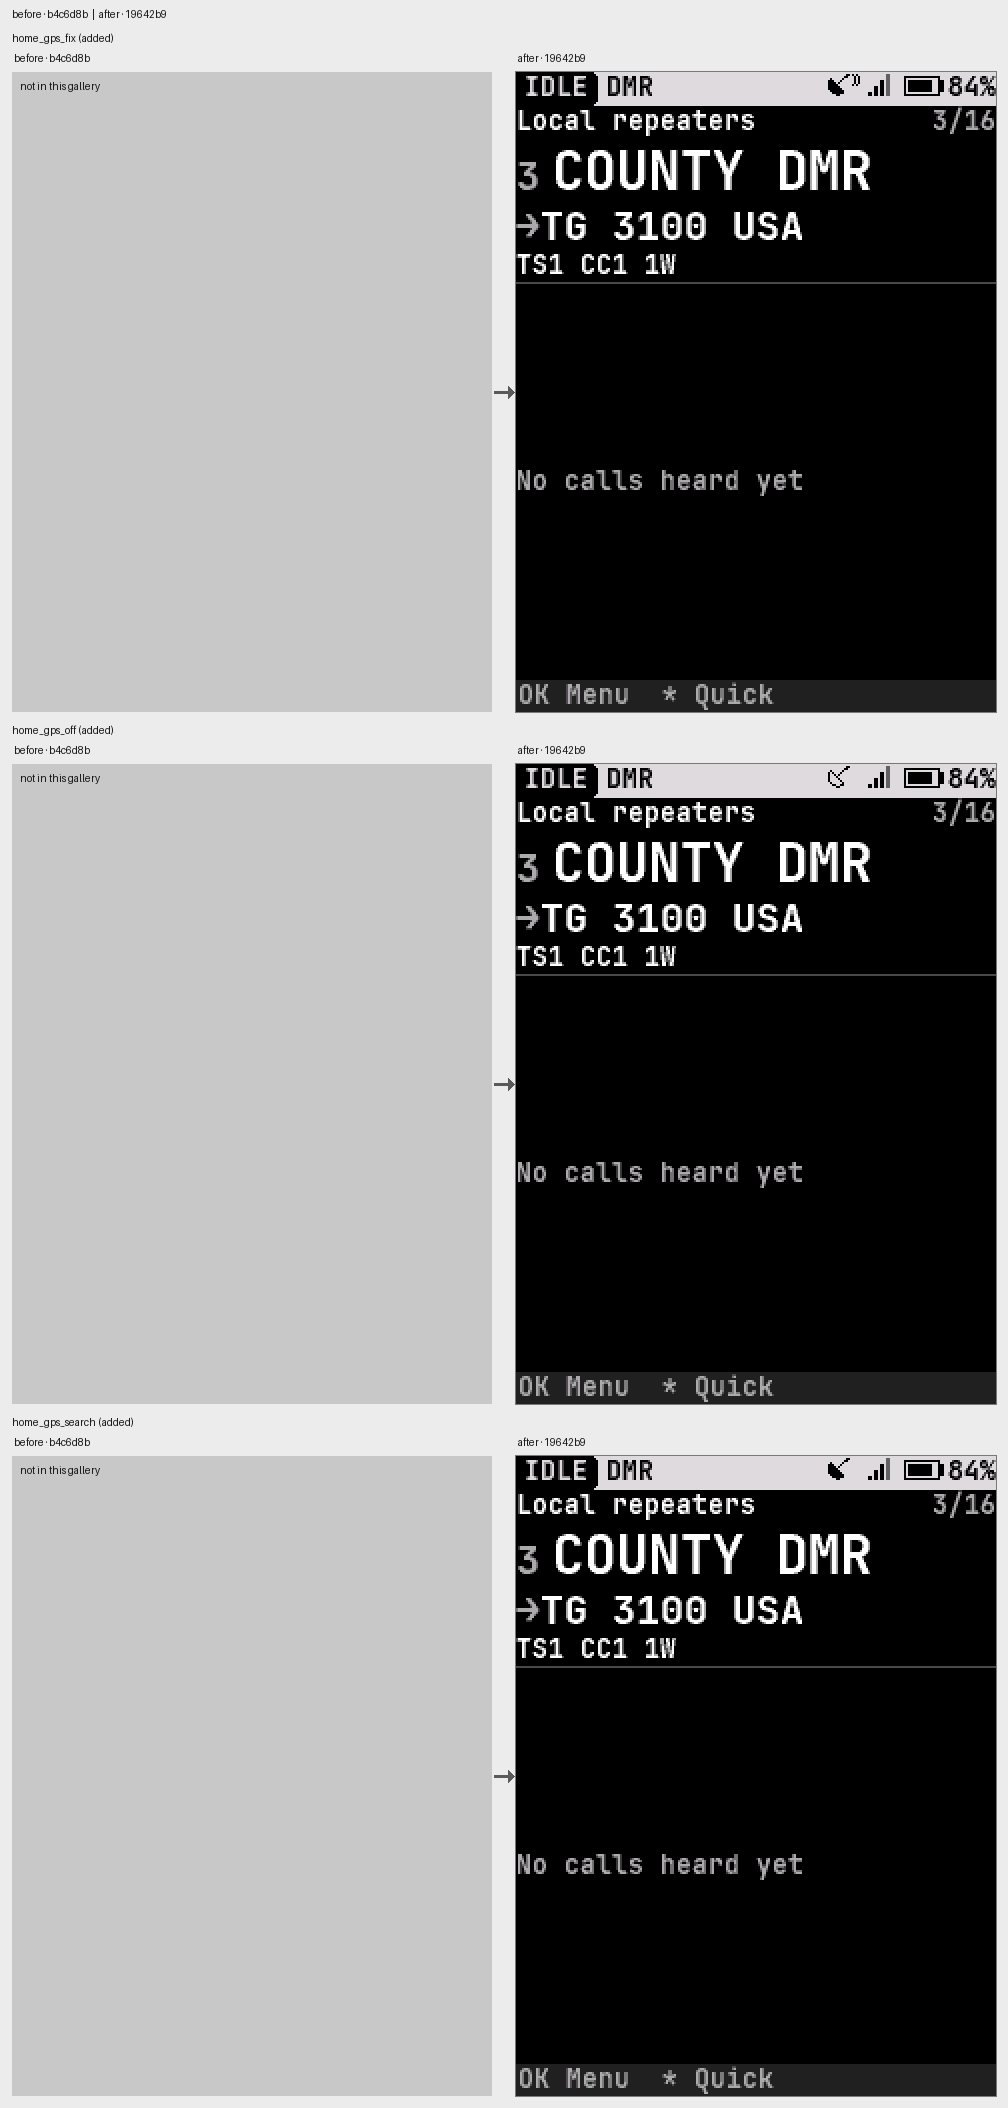 before · b4c6d8b | after · 19642b9
home_gps_fix (added)
before · b4c6d8b
after · 19642b9
not in this gallery
IDLE DMR 84%
Local repeaters 3/16
3 COUNTY DMR
→TG 3100 USA
TS1 CC1 1W
No calls heard yet
OK Menu * Quick
home_gps_off (added)
before · b4c6d8b
after · 19642b9
not in this gallery
IDLE DMR 84%
Local repeaters 3/16
3 COUNTY DMR
→TG 3100 USA
TS1 CC1 1W
No calls heard yet
OK Menu * Quick
home_gps_search (added)
before · b4c6d8b
after · 19642b9
not in this gallery
IDLE DMR 84%
Local repeaters 3/16
3 COUNTY DMR
→TG 3100 USA
TS1 CC1 1W
No calls heard yet
OK Menu * Quick